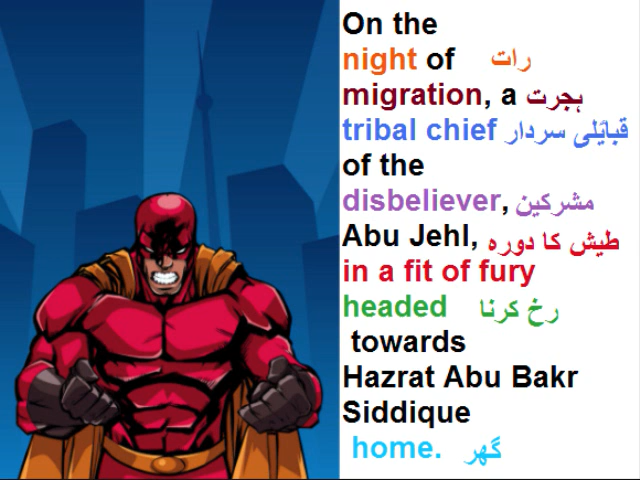 On the
night of رات
migration, a ہجرت
tribal chief قبائلی سردار
of the
disbeliever, مشرکین
Abu Jehl, طیش کا دورہ
in a fit of fury
headed رخ کرنا
towards
Hazrat Abu Bakr
Siddique
home. گھر